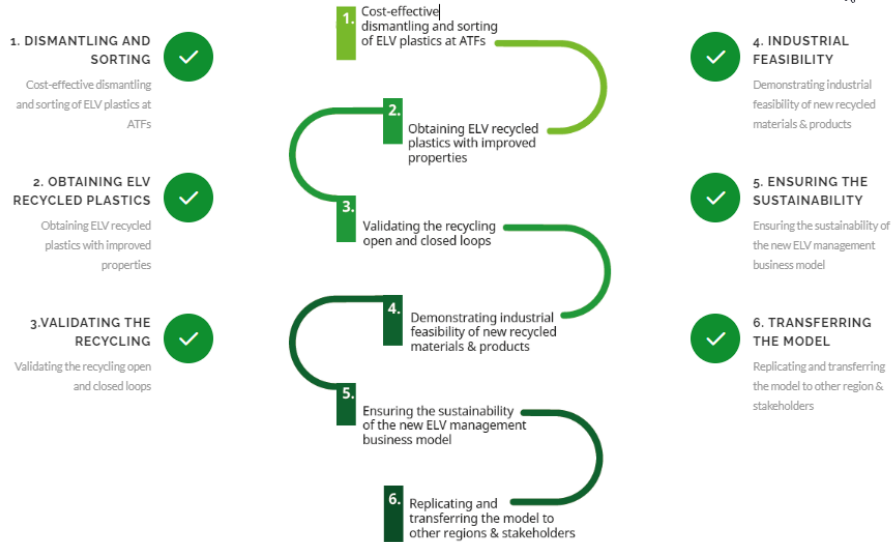 1. DISMANTLING AND
SORTING
Cost-effective dismantling
and sorting of ELV plastics at
ATFs
2. OBTAINING ELV
RECYCLED PLASTICS
Obtaining ELV recycled
plastics with improved
properties
3.VALIDATING THE
RECYCLING
Validating the recycling open
and closed loops
1.
Cost-effective
dismantling and sorting
of ELV plastics at ATFs
2.
Obtaining ELV recycled
plastics with improved
properties
3.
Validating the recycling
open and closed loops
4.
Demonstrating industrial
feasibility of new recycled
materials & products
5.
Ensuring the sustainability
of the new ELV management
business model
6.
Replicating and
transferring the model to
other regions & stakeholders
4. INDUSTRIAL
FEASIBILITY
Demonstrating industrial
feasibility of new recycled
materials & products
5. ENSURING THE
SUSTAINABILITY
Ensuring the sustainability of
the new ELV management
business model
6. TRANSFERRING
THE MODEL
Replicating and transferring
the model to other region &
stakeholders